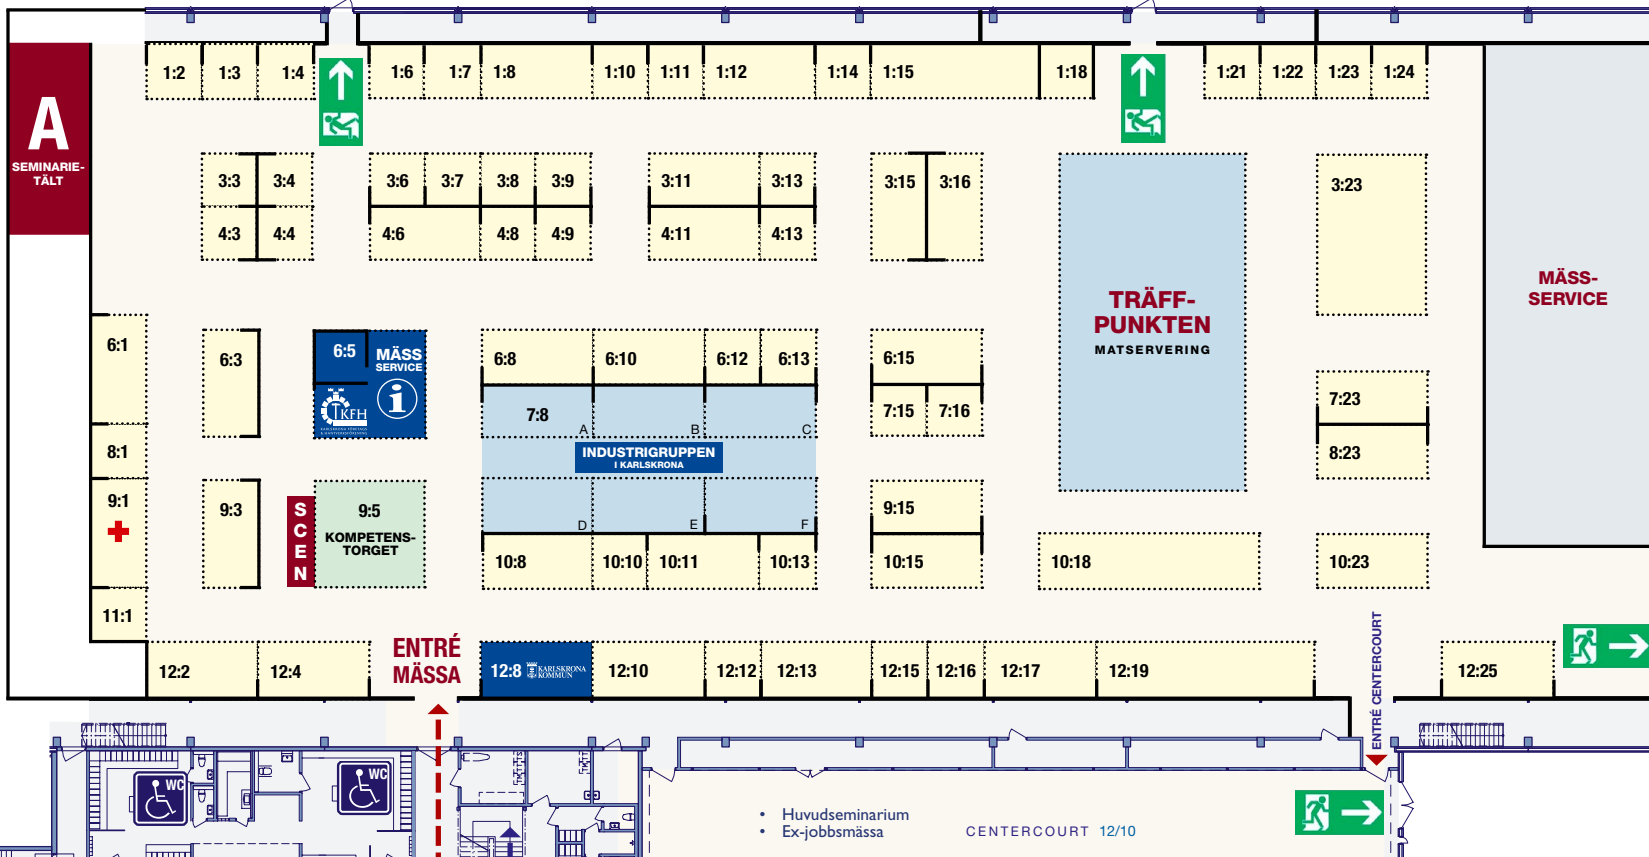 1:2 1:3 1:4 1:6 1:7 1:8 1:10 1:11 1:12 1:14 1:15 1:18 1:21 1:22 1:23 1:24
A
SEMINARIE-
TÄLT
3:3 3:4 3:6 3:7 3:8 3:9 3:11 3:13 3:15 3:16 3:23
4:3 4:4 4:6 4:8 4:9 4:11 4:13
TRÄFF-
PUNKTEN
MATSERVERING
MÄSS-
SERVICE
6:1 6:3 6:5 6:8 6:10 6:12 6:13 6:15
MÄSS
SERVICE
i
KFH
7:8 7:15 7:16 7:23
A B C
INDUSTRIGRUPPEN
I KARLSKRONA
8:1 8:23
9:1 9:3 9:5 9:15
SCEN
KOMPETENS-
TORGET
D E F
10:8 10:10 10:11 10:13 10:15 10:18 10:23
11:1
ENTRÉ
MÄSSA
12:2 12:4 12:8 12:10 12:12 12:13 12:15 12:16 12:17 12:19 12:25
KARLSKRONA
KOMMUN
ENTRÉ CENTERCOURT
WC WC
• Huvudseminarium
• Ex-jobbsmässa
CENTERCOURT 12/10